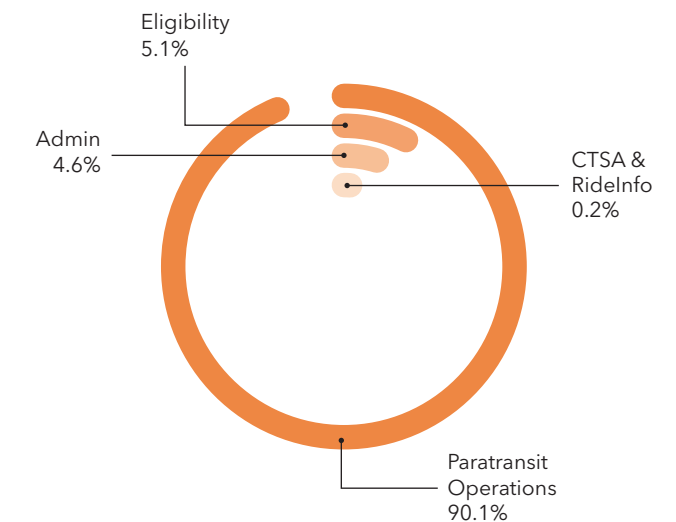 Eligibility
5.1%
Admin
4.6%
CTSA &
RideInfo
0.2%
Paratransit
Operations
90.1%